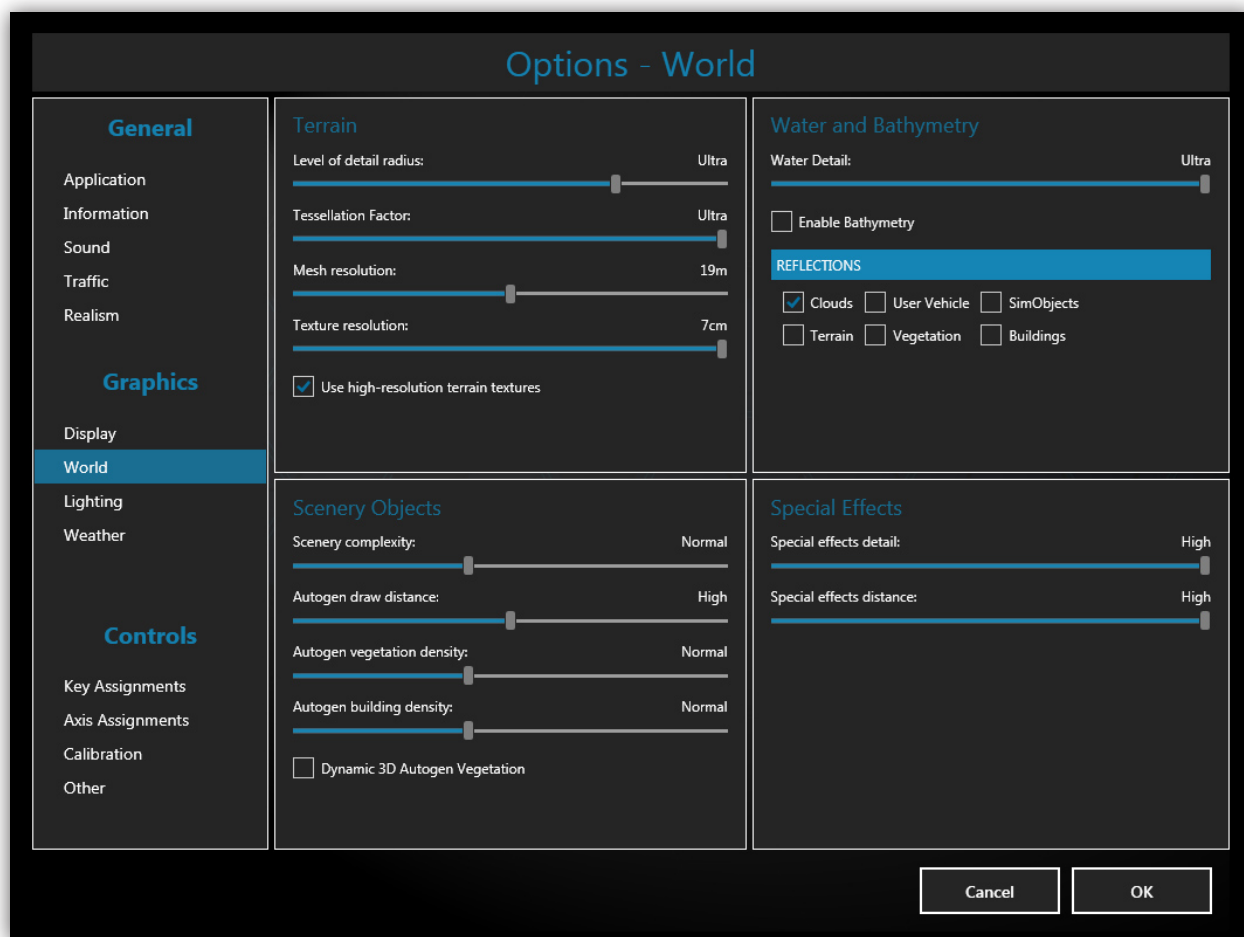 Options - World
General
Application
Information
Sound
Traffic
Realism
Graphics
Display
World
Lighting
Weather
Controls
Key Assignments
Axis Assignments
Calibration
Other
Terrain
Level of detail radius: Ultra
Tessellation Factor: Ultra
Mesh resolution: 19m
Texture resolution: 7cm
Use high-resolution terrain textures
Water and Bathymetry
Water Detail: Ultra
Enable Bathymetry
REFLECTIONS
Clouds User Vehicle SimObjects
Terrain Vegetation Buildings
Scenery Objects
Scenery complexity: Normal
Autogen draw distance: High
Autogen vegetation density: Normal
Autogen building density: Normal
Dynamic 3D Autogen Vegetation
Special Effects
Special effects detail: High
Special effects distance: High
Cancel OK